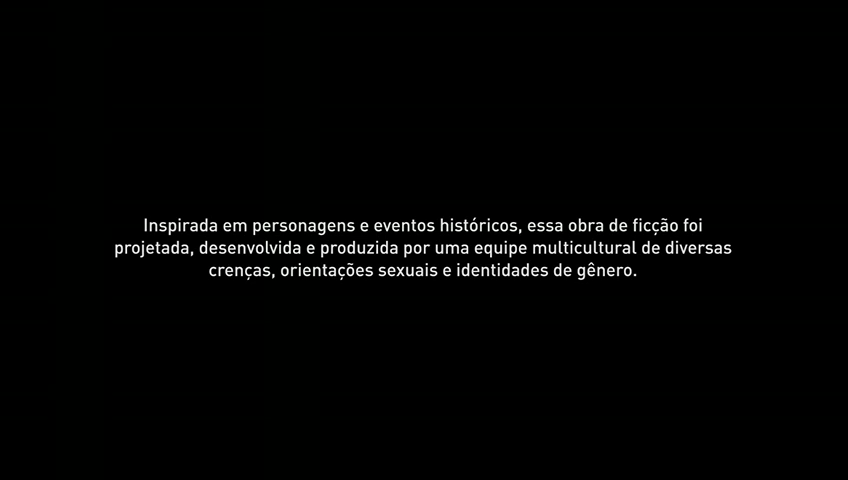 Inspirada em personagens e eventos históricos, essa obra de ficção foi
projetada, desenvolvida e produzida por uma equipe multicultural de diversas
crenças, orientações sexuais e identidades de gênero.